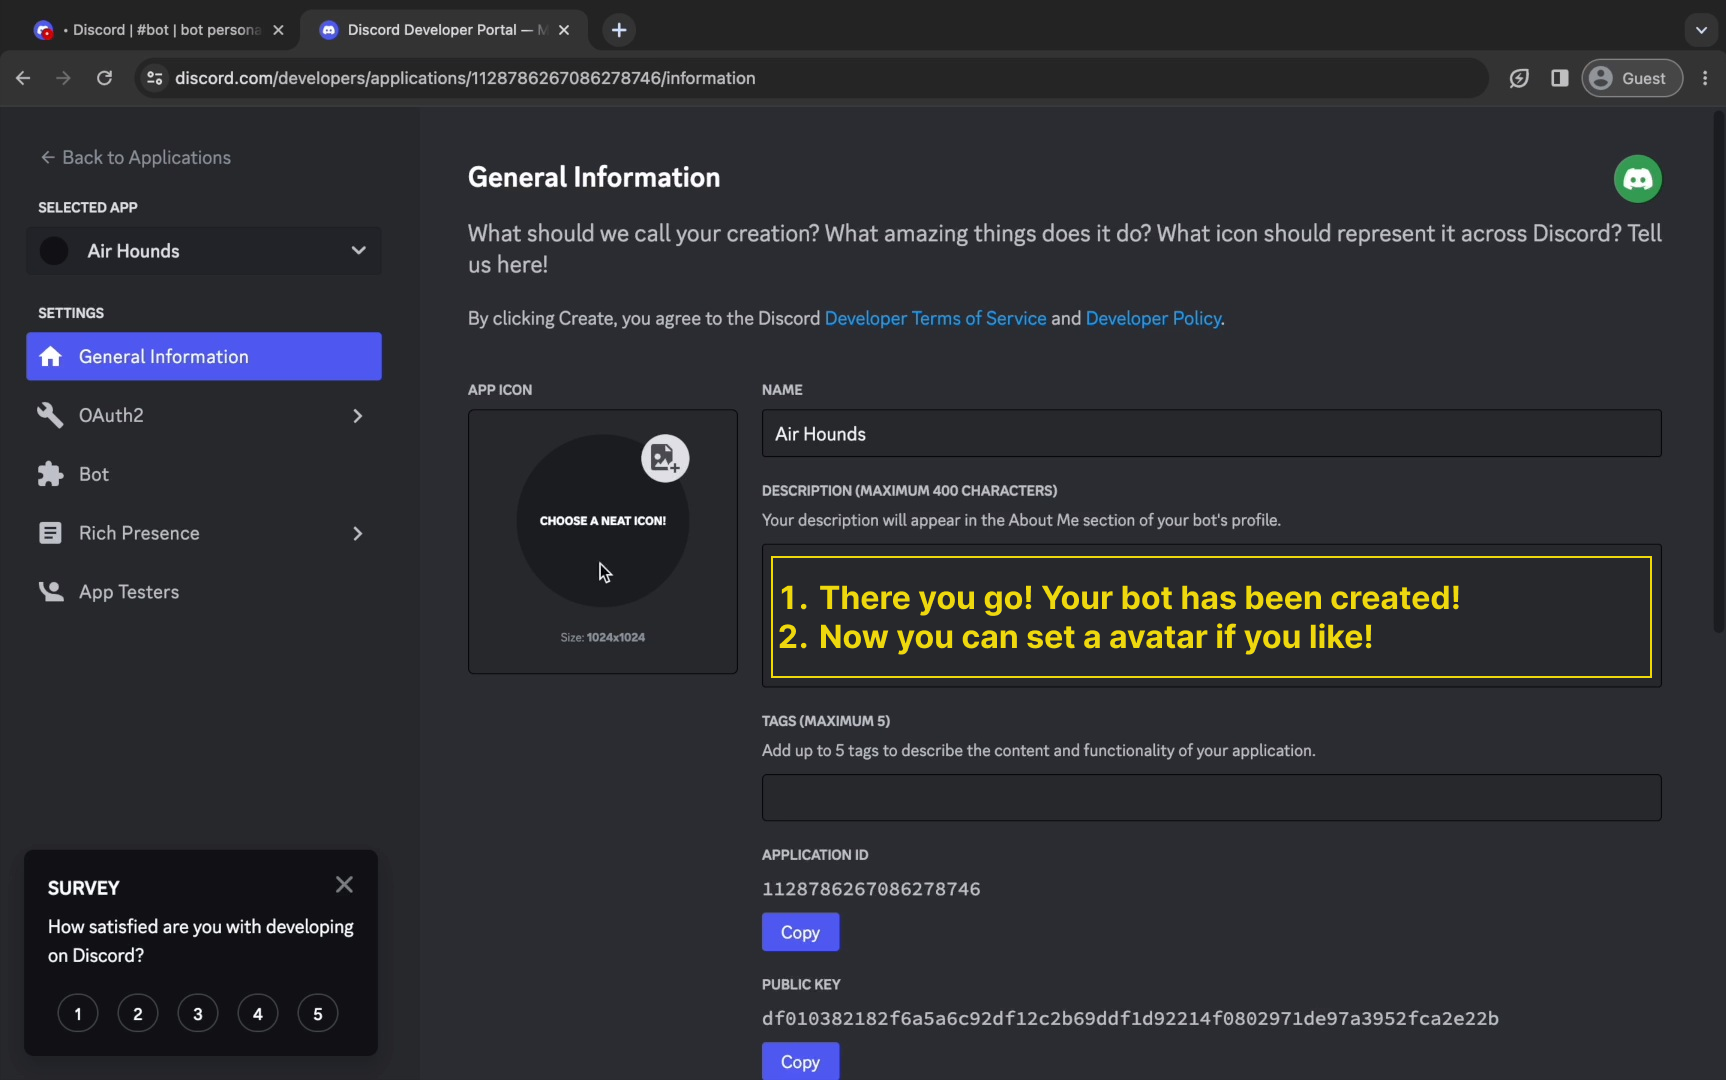 • Discord | #bot | bot persona
Discord Developer Portal — M
discord.com/developers/applications/1128786267086278746/information
Guest
Back to Applications
SELECTED APP
Air Hounds
SETTINGS
General Information
OAuth2
Bot
Rich Presence
App Testers
General Information
What should we call your creation? What amazing things does it do? What icon should represent it across Discord? Tell
us here!
By clicking Create, you agree to the Discord Developer Terms of Service and Developer Policy.
APP ICON
CHOOSE A NEAT ICON!
Size: 1024x1024
NAME
Air Hounds
DESCRIPTION (MAXIMUM 400 CHARACTERS)
Your description will appear in the About Me section of your bot's profile.
1. There you go! Your bot has been created!
2. Now you can set a avatar if you like!
TAGS (MAXIMUM 5)
Add up to 5 tags to describe the content and functionality of your application.
APPLICATION ID
1128786267086278746
Copy
PUBLIC KEY
df010382182f6a5a6c92df12c2b69ddf1d92214f0802971de97a3952fca2e22b
Copy
SURVEY
How satisfied are you with developing
on Discord?
1 2 3 4 5